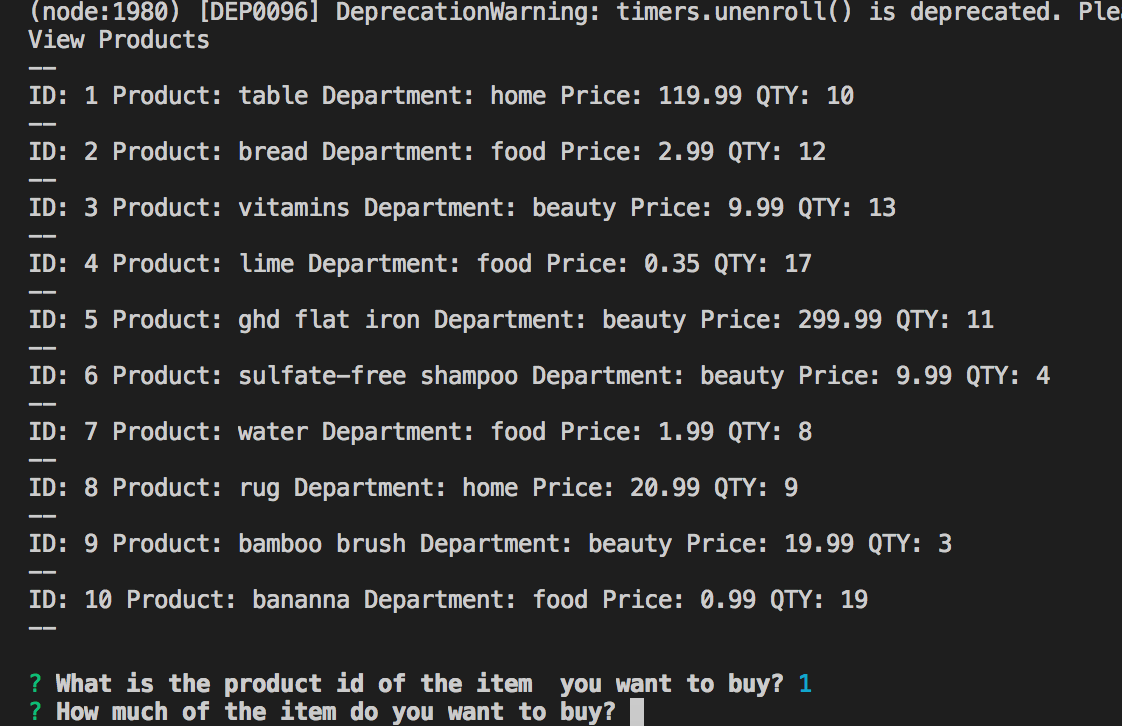 (node:1980) [DEP0096] DeprecationWarning: timers.unenroll() is deprecated.
View Products
——
ID: 1 Product: table Department: home Price: 119.99 QTY: 10
——
ID: 2 Product: bread Department: food Price: 2.99 QTY: 12
——
ID: 3 Product: vitamins Department: beauty Price: 9.99 QTY: 13
——
ID: 4 Product: lime Department: food Price: 0.35 QTY: 17
——
ID: 5 Product: ghd flat iron Department: beauty Price: 299.99 QTY: 11
——
ID: 6 Product: sulfate-free shampoo Department: beauty Price: 9.99 QTY: 4
——
ID: 7 Product: water Department: food Price: 1.99 QTY: 8
——
ID: 8 Product: rug Department: home Price: 20.99 QTY: 9
——
ID: 9 Product: bamboo brush Department: beauty Price: 19.99 QTY: 3
——
ID: 10 Product: bananna Department: food Price: 0.99 QTY: 19
——
? What is the product id of the item  you want to buy? 1
? How much of the item do you want to buy?